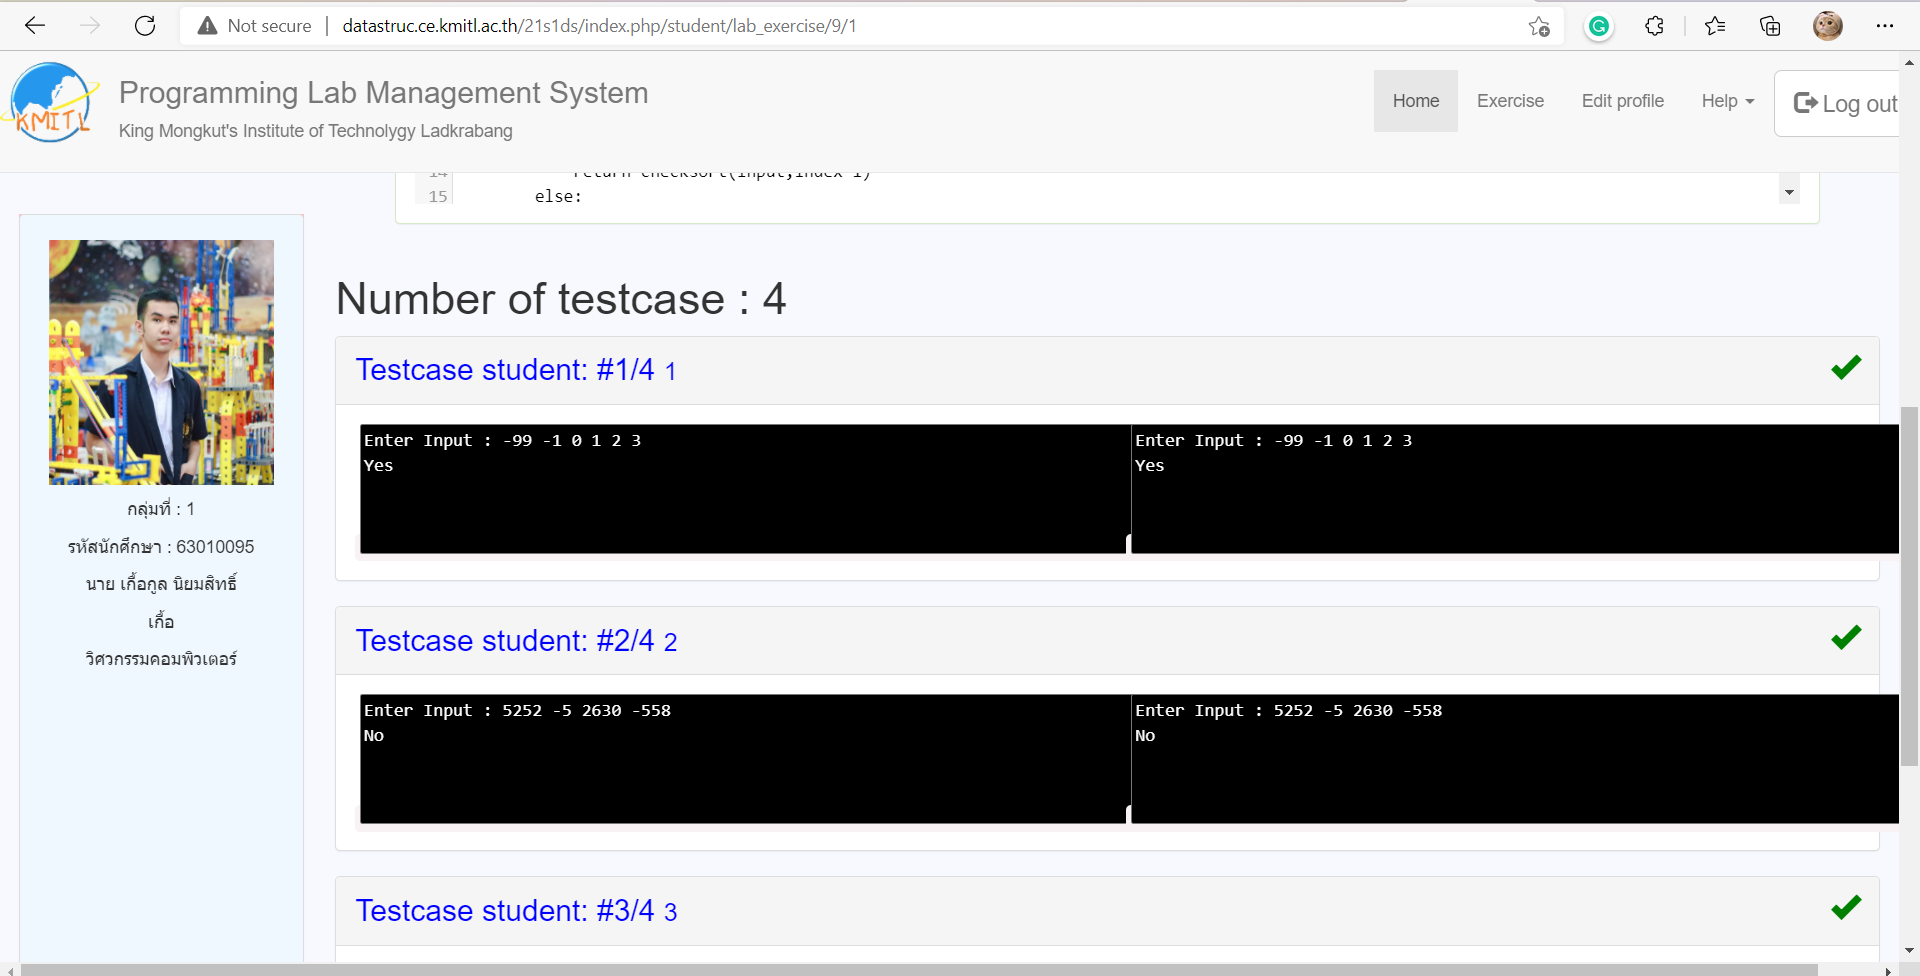 Not secure | datastruc.ce.kmitl.ac.th/21s1ds/index.php/student/lab_exercise/9/1
KMITL
Programming Lab Management System
King Mongkut's Institute of Technolygy Ladkrabang
Home
Exercise
Edit profile
Help
Log out
14 return checksort(input,index-1)
15 else:
กลุ่มที่ : 1
รหัสนักศึกษา : 63010095
นาย เกื้อกูล นิยมสิทธิ์
เกื้อ
วิศวกรรมคอมพิวเตอร์
Number of testcase : 4
Testcase student: #1/4 1
Enter Input : -99 -1 0 1 2 3
Yes
Enter Input : -99 -1 0 1 2 3
Yes
Testcase student: #2/4 2
Enter Input : 5252 -5 2630 -558
No
Enter Input : 5252 -5 2630 -558
No
Testcase student: #3/4 3